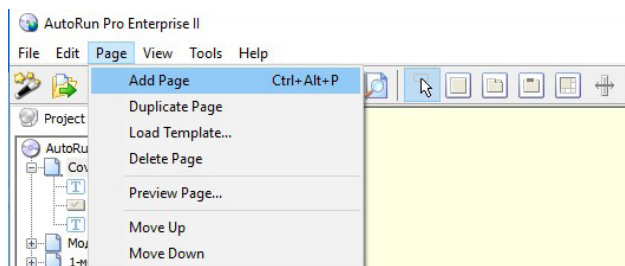 AutoRun Pro Enterprise II
File Edit Page View Tools Help
Add Page Ctrl+Alt+P
Duplicate Page
Project
Load Template...
AutoRu
Delete Page
Cov
T
Preview Page...
T
Move Up
Мод
Move Down
1-м